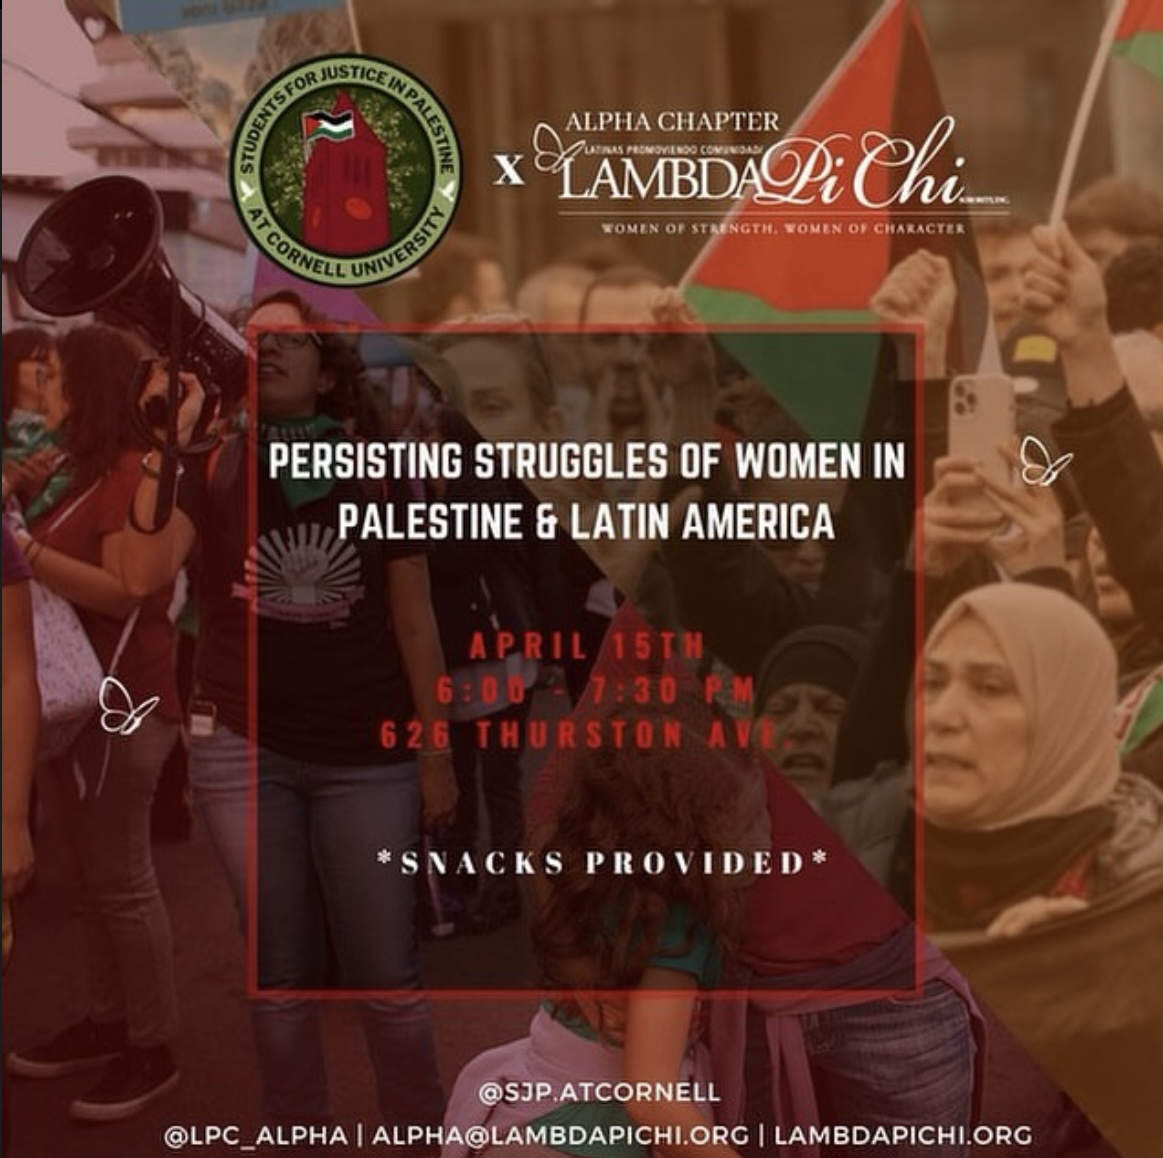 STUDENTS FOR JUSTICE IN PALESTINE
AT CORNELL UNIVERSITY
X
ALPHA CHAPTER
LATINAS PROMOVIENDO COMUNIDAD/
LAMBDA Pi Chi
WOMEN OF STRENGTH, WOMEN OF CHARACTER
PERSISTING STRUGGLES OF WOMEN IN
PALESTINE & LATIN AMERICA
APRIL 15TH
6:00 - 7:30 PM
626 THURSTON AVE.
*SNACKS PROVIDED*
@SJP.ATCORNELL
@LPC_ALPHA | ALPHA@LAMBDAPICHI.ORG | LAMBDAPICHI.ORG